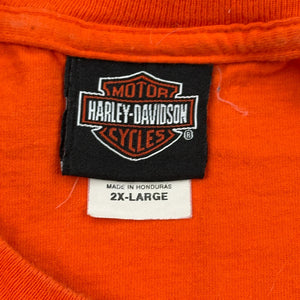 MOTOR
HARLEY-DAVIDSON
CYCLES
®
MADE IN HONDURAS
2X-LARGE